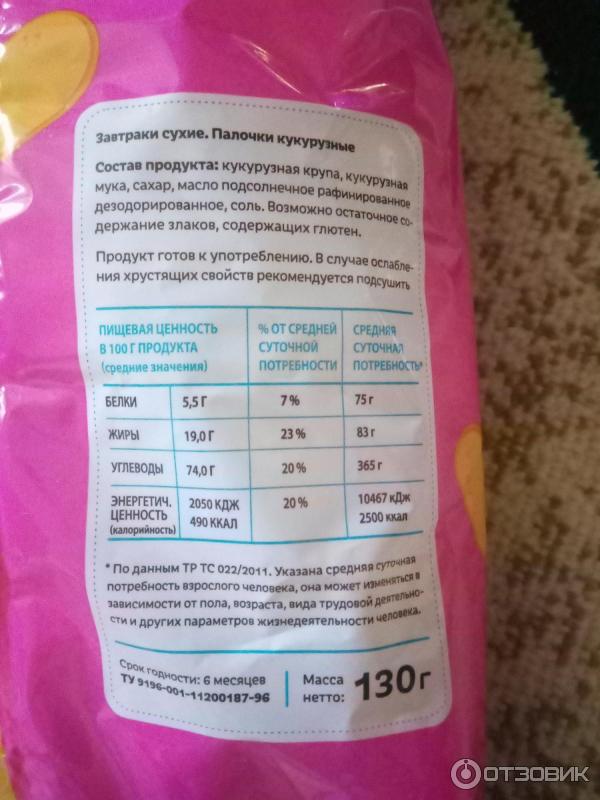 Завтраки сухие. Палочки кукурузные
Состав продукта: кукурузная крупа, кукурузная
мука, сахар, масло подсолнечное рафинированное
дезодорированное, соль. Возможно остаточное со-
держание злаков, содержащих глютен.
Продукт готов к употреблению. В случае ослабле-
ния хрустящих свойств рекомендуется подсушить
ПИЩЕВАЯ ЦЕННОСТЬ
В 100 Г ПРОДУКТА
(средние значения)
% ОТ СРЕДНЕЙ
СУТОЧНОЙ
ПОТРЕБНОСТИ
СРЕДНЯЯ
СУТОЧНАЯ
ПОТРЕБНОСТЬ*
БЕЛКИ 5,5 Г 7 % 75 г
ЖИРЫ 19,0 Г 23 % 83 г
УГЛЕВОДЫ 74,0 Г 20 % 365 г
ЭНЕРГЕТИЧ.
ЦЕННОСТЬ
(калорийность)
2050 КДЖ
490 ККАЛ
20 %
10467 кДж
2500 ккал
* По данным ТР ТС 022/2011. Указана средняя суточная
потребность взрослого человека, она может изменяться в
зависимости от пола, возраста, вида трудовой деятельно-
сти и других параметров жизнедеятельности человека.
Срок годности: 6 месяцев
ТУ 9196-001-11200187-96
Масса
нетто:
130 г
ОТЗОВИК